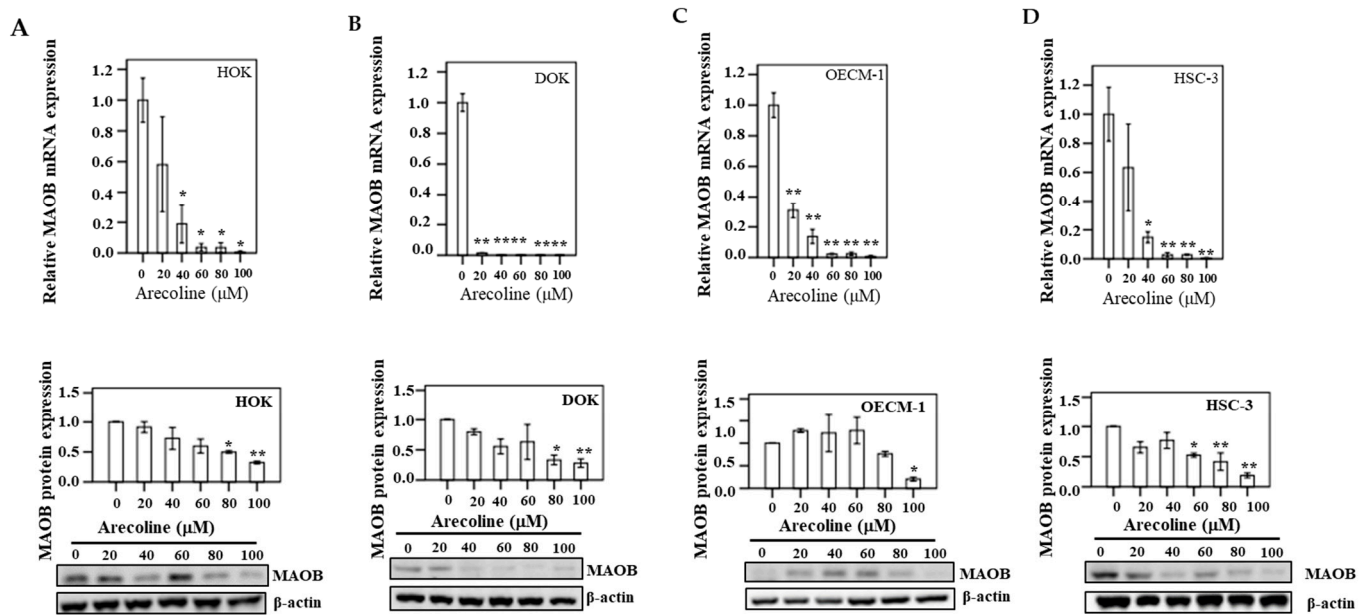 A
Relative MAOB mRNA expression
HOK
1.2
1.0
0.8
0.6
0.4
0.2
0.0
* * * *
0 20 40 60 80 100
Arecoline (μM)
MAOB protein expression
HOK
1.5
1.0
0.5
0.0
* **
0 20 40 60 80 100
Arecoline (μM)
0 20 40 60 80 100
MAOB
β-actin
B
Relative MAOB mRNA expression
DOK
1.2
1.0
0.8
0.6
0.4
0.2
0.0
** **** ****
0 20 40 60 80 100
Arecoline (μM)
MAOB protein expression
DOK
1.5
1.0
0.5
0.0
* **
0 20 40 60 80 100
Arecoline (μM)
0 20 40 60 80 100
MAOB
β-actin
C
Relative MAOB mRNA expression
OECM-1
1.2
1.0
0.8
0.6
0.4
0.2
0
** ** ** ** **
0 20 40 60 80 100
Arecoline (μM)
MAOB protein expression
OECM-1
1.5
1.0
0.5
0.0
*
0 20 40 60 80 100
Arecoline (μM)
0 20 40 60 80 100
MAOB
β-actin
D
Relative MAOB mRNA expression
HSC-3
1.2
1.0
0.8
0.6
0.4
0.2
0.0
* ** ** **
0 20 40 60 80 100
Arecoline (μM)
MAOB protein expression
HSC-3
1.5
1.0
0.5
0.0
* ** **
0 20 40 60 80 100
Arecoline (μM)
0 20 40 60 80 100
MAOB
β-actin